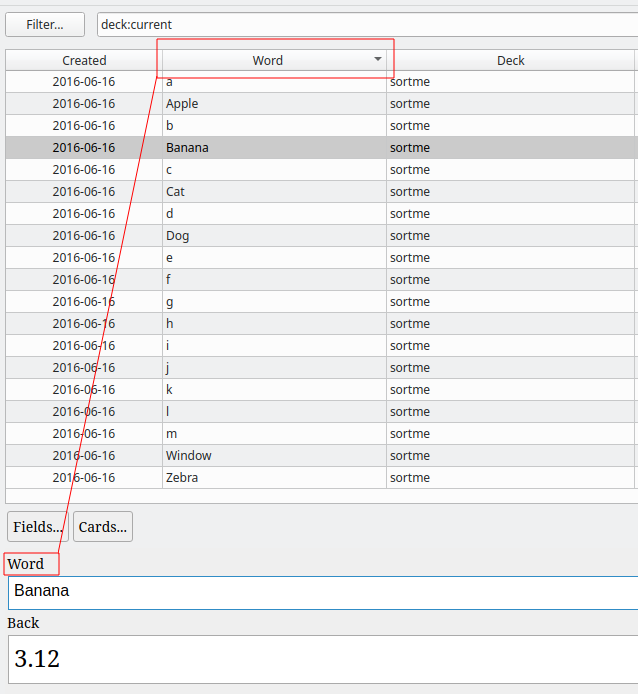 Filter... deck:current
Created Word Deck
2016-06-16 a sortme
2016-06-16 Apple sortme
2016-06-16 b sortme
2016-06-16 Banana sortme
2016-06-16 c sortme
2016-06-16 Cat sortme
2016-06-16 d sortme
2016-06-16 Dog sortme
2016-06-16 e sortme
2016-06-16 f sortme
2016-06-16 g sortme
2016-06-16 h sortme
2016-06-16 i sortme
2016-06-16 j sortme
2016-06-16 k sortme
2016-06-16 l sortme
2016-06-16 m sortme
2016-06-16 Window sortme
2016-06-16 Zebra sortme
Fields... Cards...
Word
Banana
Back
3.12